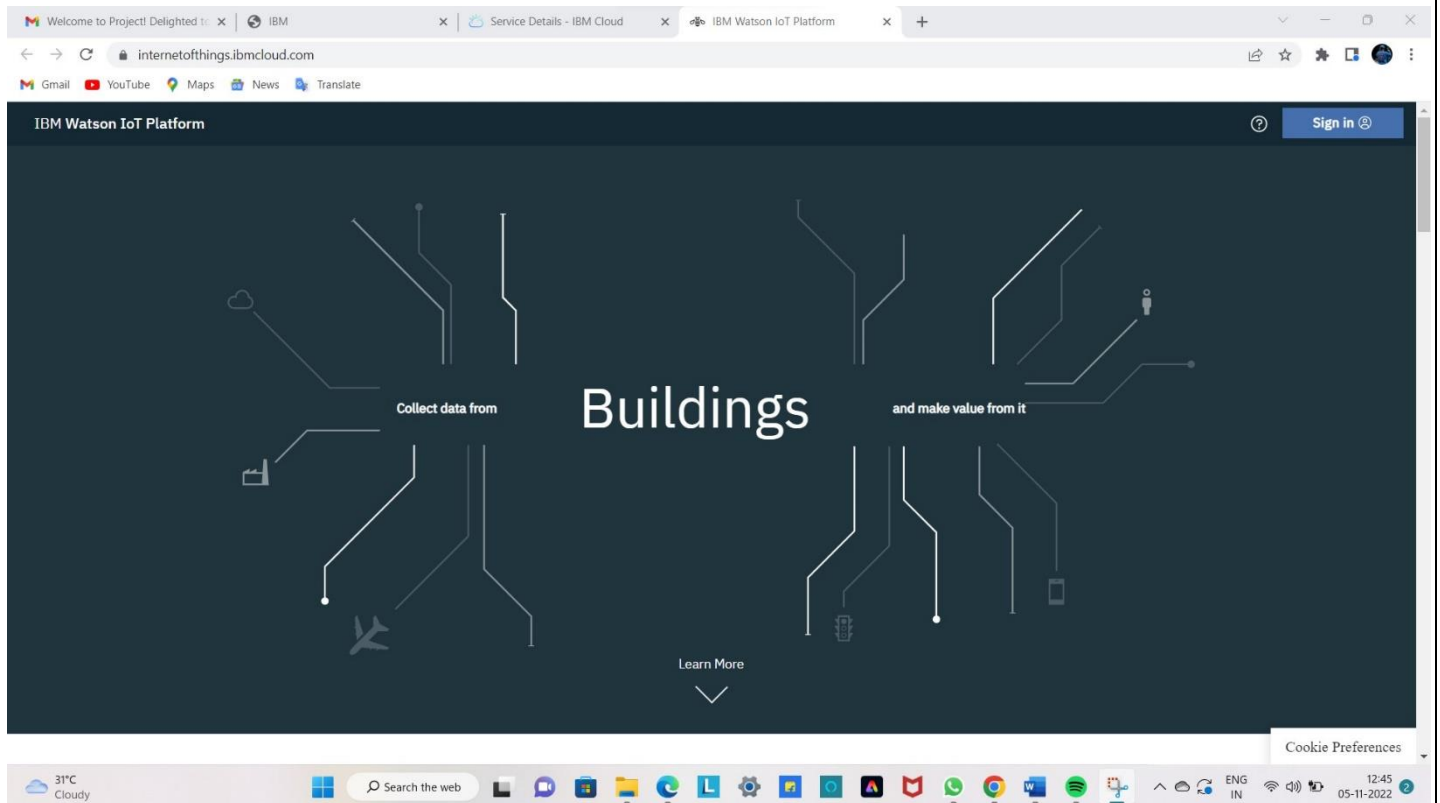 Welcome to Project! Delighted to
IBM
Service Details - IBM Cloud
IBM Watson IoT Platform
internetofthings.ibmcloud.com
Gmail YouTube Maps News Translate
IBM Watson IoT Platform
Sign in
Collect data from
Buildings
and make value from it
Learn More
Cookie Preferences
31°C
Cloudy
Search the web
ENG
IN
12:45
05-11-2022
2